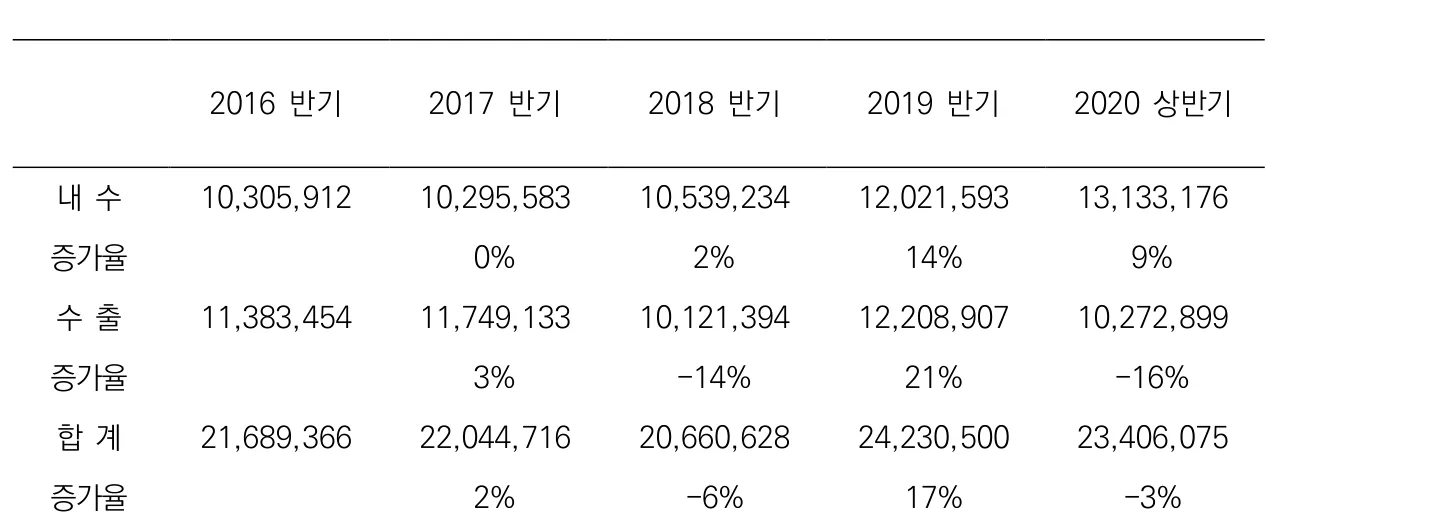 2016 반기 2017 반기 2018 반기 2019 반기 2020 상반기
내 수 10,305,912 10,295,583 10,539,234 12,021,593 13,133,176
증가율 0% 2% 14% 9%
수 출 11,383,454 11,749,133 10,121,394 12,208,907 10,272,899
증가율 3% -14% 21% -16%
합 계 21,689,366 22,044,716 20,660,628 24,230,500 23,406,075
증가율 2% -6% 17% -3%